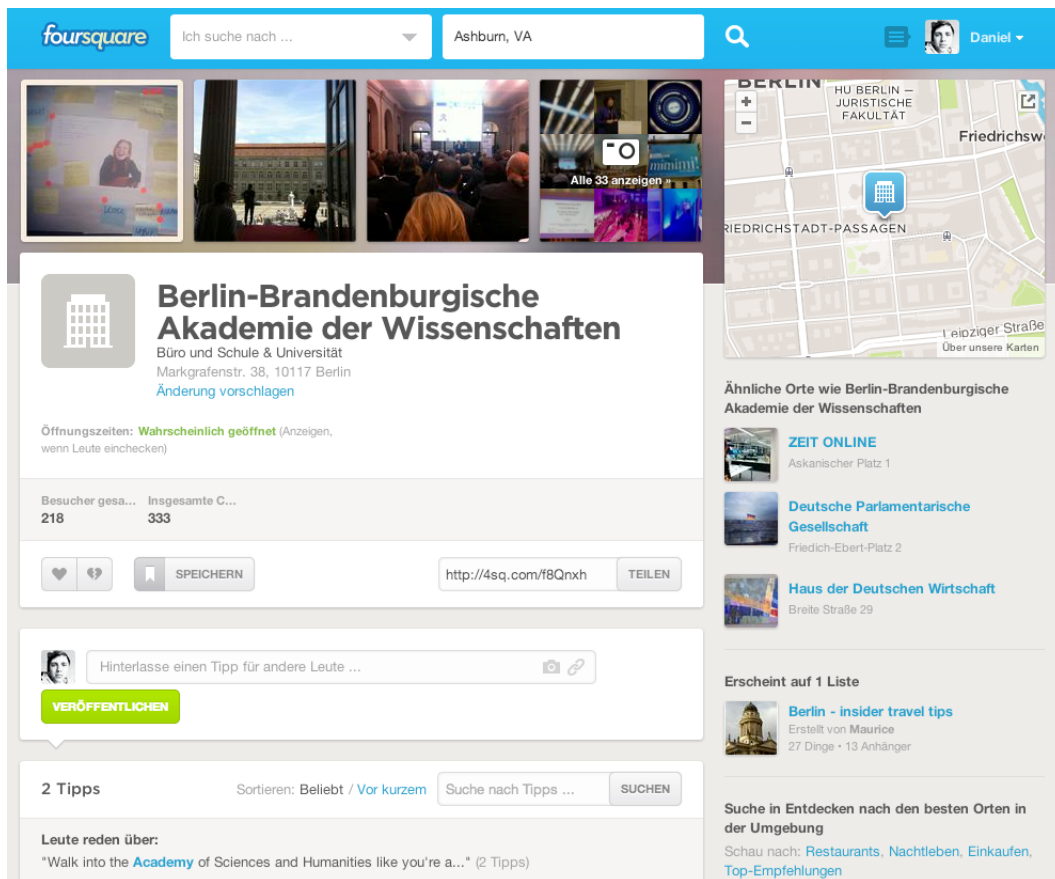 foursquare
Ich suche nach ...
Ashburn, VA
Daniel
Alle 33 anzeigen »
BERLIN
HU BERLIN –
JURISTISCHE
FAKULTÄT
Friedrichsw
RIEDRICHSTADT-PASSAGEN
Leipziger Straße
Über unsere Karten
Berlin-Brandenburgische
Akademie der Wissenschaften
Büro und Schule & Universität
Markgrafenstr. 38, 10117 Berlin
Änderung vorschlagen
Öffnungszeiten: Wahrscheinlich geöffnet (Anzeigen,
wenn Leute einchecken)
Besucher gesa... Insgesamte C...
218 333
SPEICHERN
http://4sq.com/f8Qnxh
TEILEN
Hinterlasse einen Tipp für andere Leute ...
VERÖFFENTLICHEN
2 Tipps
Sortieren: Beliebt / Vor kurzem
Suche nach Tipps ...
SUCHEN
Leute reden über:
"Walk into the Academy of Sciences and Humanities like you're a..." (2 Tipps)
Ähnliche Orte wie Berlin-Brandenburgische
Akademie der Wissenschaften
ZEIT ONLINE
Askanischer Platz 1
Deutsche Parlamentarische
Gesellschaft
Friedich-Ebert-Platz 2
Haus der Deutschen Wirtschaft
Breite Straße 29
Erscheint auf 1 Liste
Berlin - insider travel tips
Erstellt von Maurice
27 Dinge • 13 Anhänger
Suche in Entdecken nach den besten Orten in
der Umgebung
Schau nach: Restaurants, Nachtleben, Einkaufen,
Top-Empfehlungen